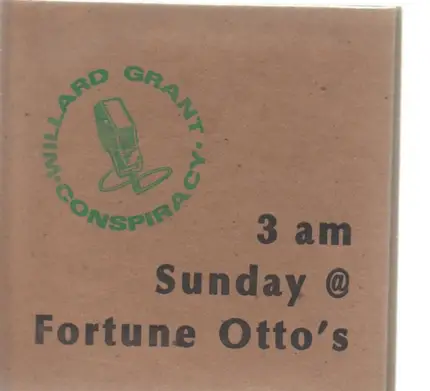 WILLARD GRANT
·CONSPIRACY·
3 am
Sunday @
Fortune Otto's